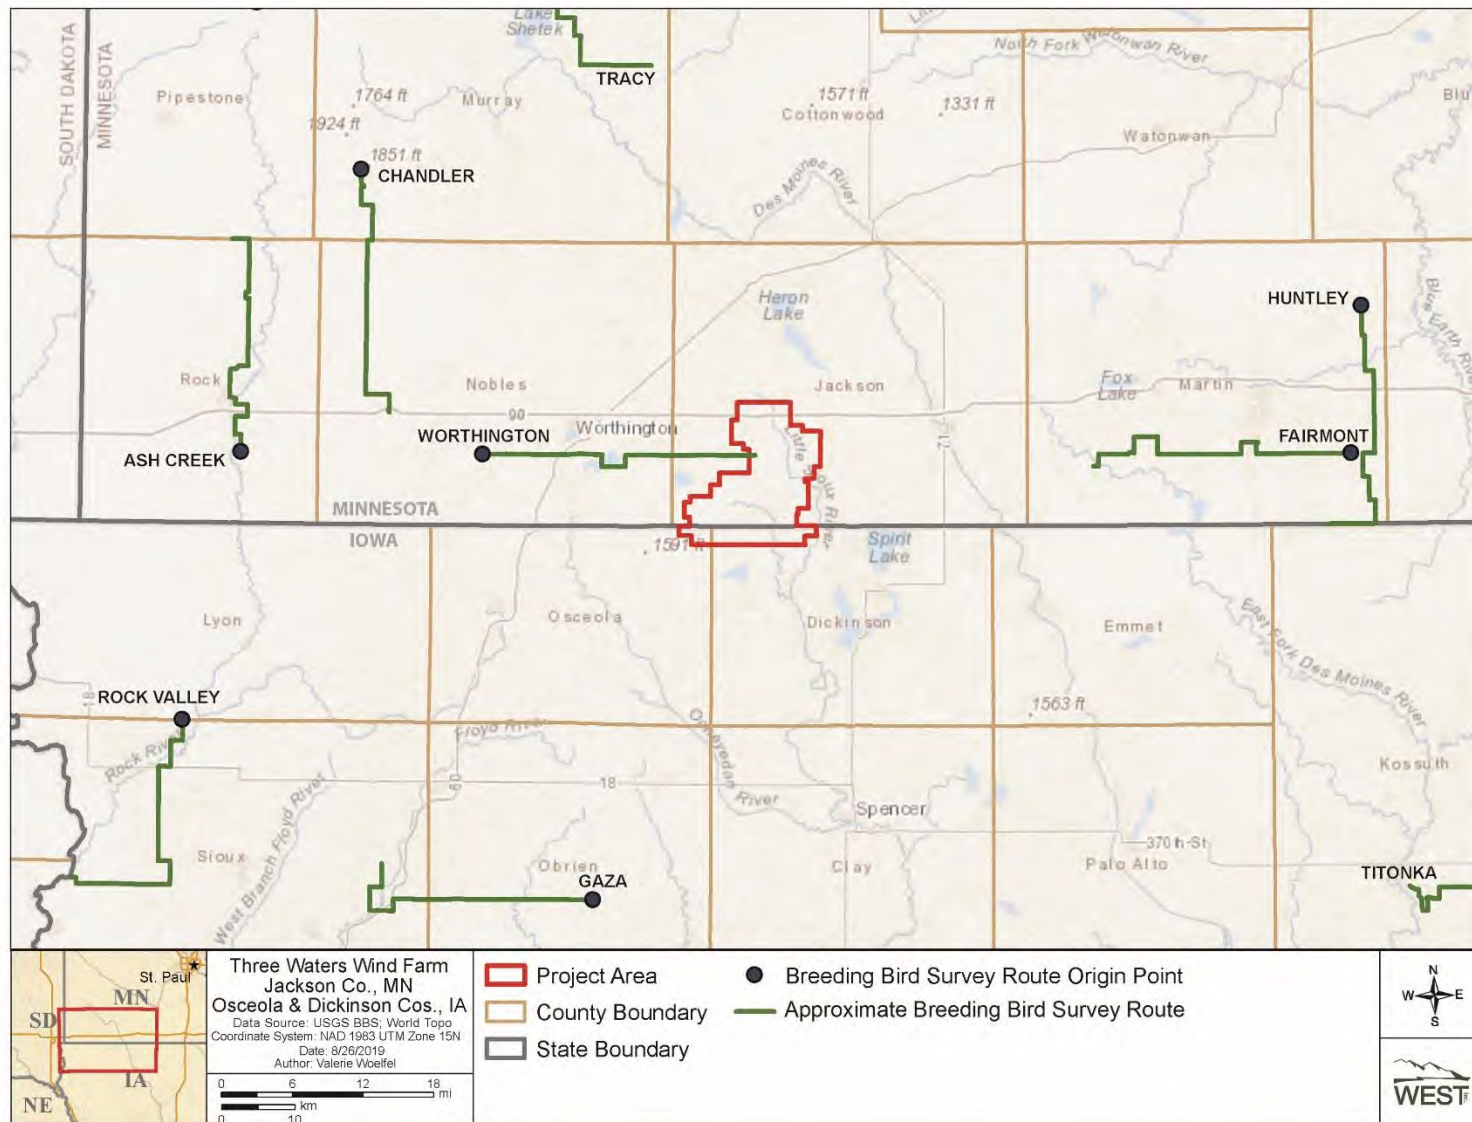 Lake
Shetek
TRACY
North Fork Watonwan River
SOUTH DAKOTA
MINNESOTA
Pipestone
1764 ft
Murray
1571 ft
1331 ft
Cottonwood
Blu
1924 ft
Watonwan
1851 ft
CHANDLER
Des Moines River
HUNTLEY
Heron
Lake
Blue Earth River
Rock
Nobles
Jackson
Fox
Lake
Martin
90
WORTHINGTON
Worthington
71
FAIRMONT
ASH CREEK
Little Sioux River
MINNESOTA
IOWA
1591 ft
Spirit
Lake
Lyon
Osceola
Dickinson
Emmet
East Fork Des Moines River
ROCK VALLEY
18
1563 ft
Floyd River
Ocheyedan River
Rock River
Kossuth
60
18
West Branch Floyd River
Spencer
370th St
Sioux
Obrien
Clay
Palo Alto
GAZA
TITONKA
St. Paul
MN
SD
IA
NE
Three Waters Wind Farm
Jackson Co., MN
Osceola & Dickinson Cos., IA
Data Source: USGS BBS; World Topo
Coordinate System: NAD 1983 UTM Zone 15N
Date: 8/26/2019
Author: Valerie Woelfel
0 6 12 18
mi
km
0 10
Project Area
County Boundary
State Boundary
Breeding Bird Survey Route Origin Point
Approximate Breeding Bird Survey Route
N
W E
S
WEST
Inc.